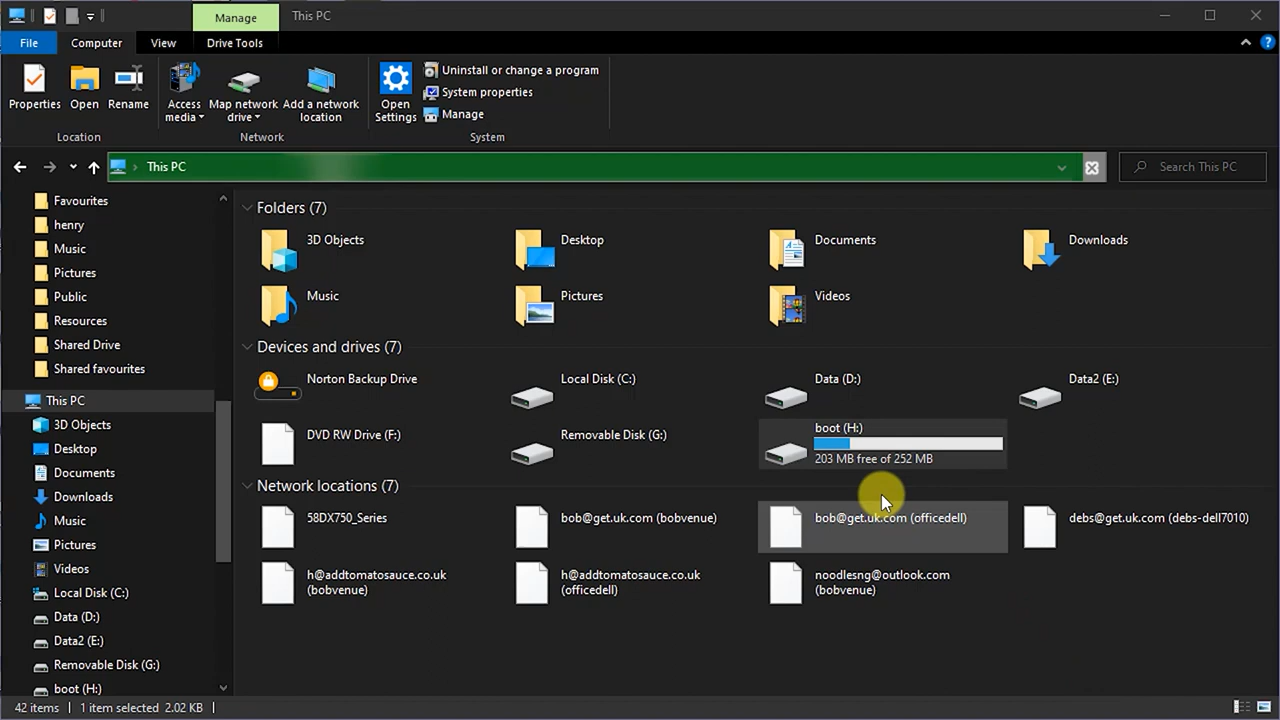 Manage
This PC
File
Computer
View
Drive Tools
Properties
Open
Rename
Access
media
Map network
drive
Add a network
location
Open
Settings
Uninstall or change a program
System properties
Manage
Location
Network
System
This PC
Search This PC
Favourites
henry
Music
Pictures
Public
Resources
Shared Drive
Shared favourites
This PC
3D Objects
Desktop
Documents
Downloads
Music
Pictures
Videos
Local Disk (C:)
Data (D:)
Data2 (E:)
Removable Disk (G:)
boot (H:)
Folders (7)
3D Objects
Desktop
Documents
Downloads
Music
Pictures
Videos
Devices and drives (7)
Norton Backup Drive
Local Disk (C:)
Data (D:)
Data2 (E:)
DVD RW Drive (F:)
Removable Disk (G:)
boot (H:)
203 MB free of 252 MB
Network locations (7)
58DX750_Series
bob@get.uk.com (bobvenue)
bob@get.uk.com (officedell)
debs@get.uk.com (debs-dell7010)
h@addtomatosauce.co.uk
(bobvenue)
h@addtomatosauce.co.uk
(officedell)
noodlesng@outlook.com
(bobvenue)
42 items
1 item selected 2.02 KB